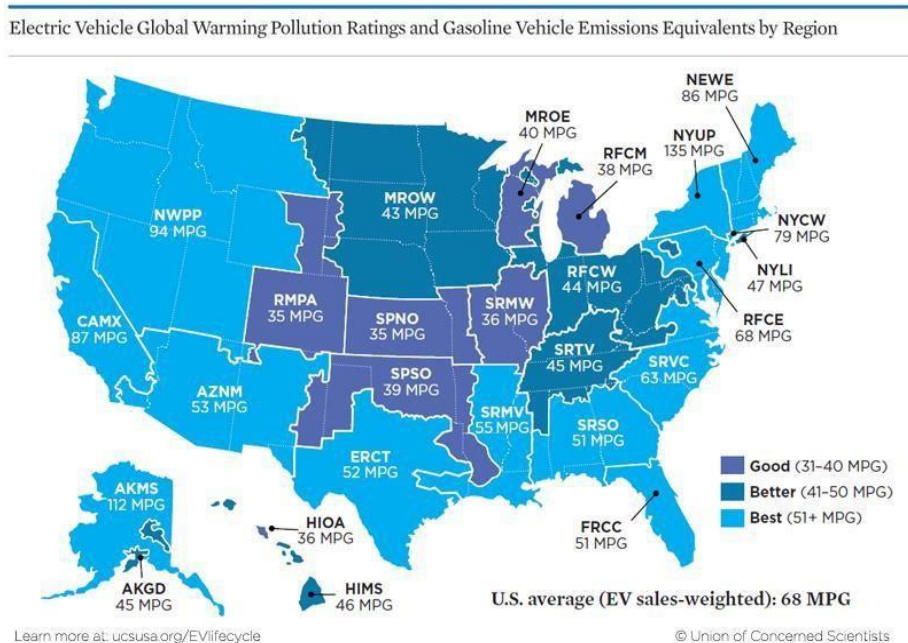 Electric Vehicle Global Warming Pollution Ratings and Gasoline Vehicle Emissions Equivalents by Region
NEWE
86 MPG
MROE
40 MPG
NYUP
135 MPG
RFCM
38 MPG
MROW
43 MPG
NWPP
94 MPG
NYCW
79 MPG
NYLI
47 MPG
RFCW
44 MPG
RMPA
35 MPG
SPNO
35 MPG
SRMW
36 MPG
RFCE
68 MPG
CAMX
87 MPG
SRTV
45 MPG
SRVC
63 MPG
AZNM
53 MPG
SPSO
39 MPG
SRMV
55 MPG
SRSO
51 MPG
ERCT
52 MPG
Good (31–40 MPG)
Better (41–50 MPG)
Best (51+ MPG)
AKMS
112 MPG
HIOA
36 MPG
FRCC
51 MPG
AKGD
45 MPG
HIMS
46 MPG
U.S. average (EV sales-weighted): 68 MPG
Learn more at: ucsusa.org/EVlifecycle
© Union of Concerned Scientists